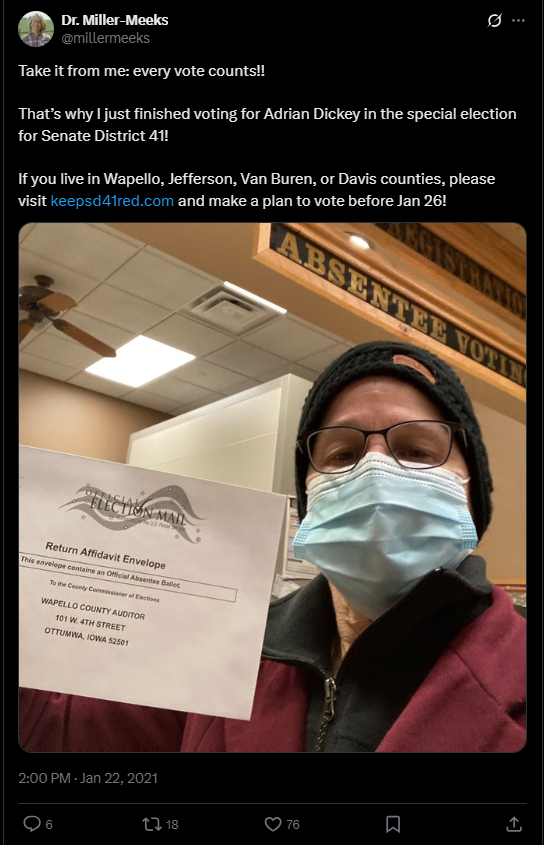 Dr. Miller-Meeks
@millermeeks
Take it from me: every vote counts!!
That's why I just finished voting for Adrian Dickey in the special election
for Senate District 41!
If you live in Wapello, Jefferson, Van Buren, or Davis counties, please
visit keepsd41red.com and make a plan to vote before Jan 26!
REGISTRATIO
ABSENTEE VOTIN
OFFICIAL
ELECTION MAIL
Return Affidavit Envelope
This envelope contains an Official Absentee Ballot.
To the County Commissioner of Elections
WAPELLO COUNTY AUDITOR
101 W. 4TH STREET
OTTUMWA, IOWA 52501
2:00 PM · Jan 22, 2021
6
18
76